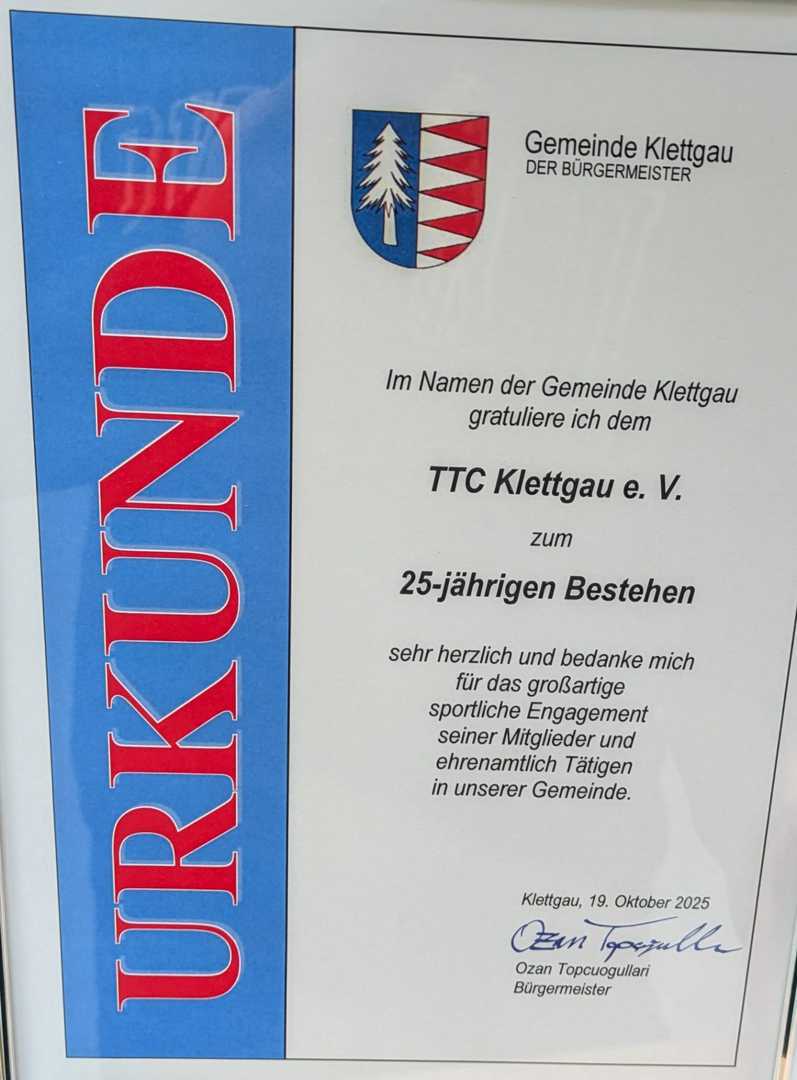 URKUNDE
Gemeinde Klettgau
DER BÜRGERMEISTER
Im Namen der Gemeinde Klettgau
gratuliere ich dem
TTC Klettgau e. V.
zum
25-jährigen Bestehen
sehr herzlich und bedanke mich
für das großartige
sportliche Engagement
seiner Mitglieder und
ehrenamtlich Tätigen
in unserer Gemeinde.
Klettgau, 19. Oktober 2025
Ozan Topcuogullari
Bürgermeister